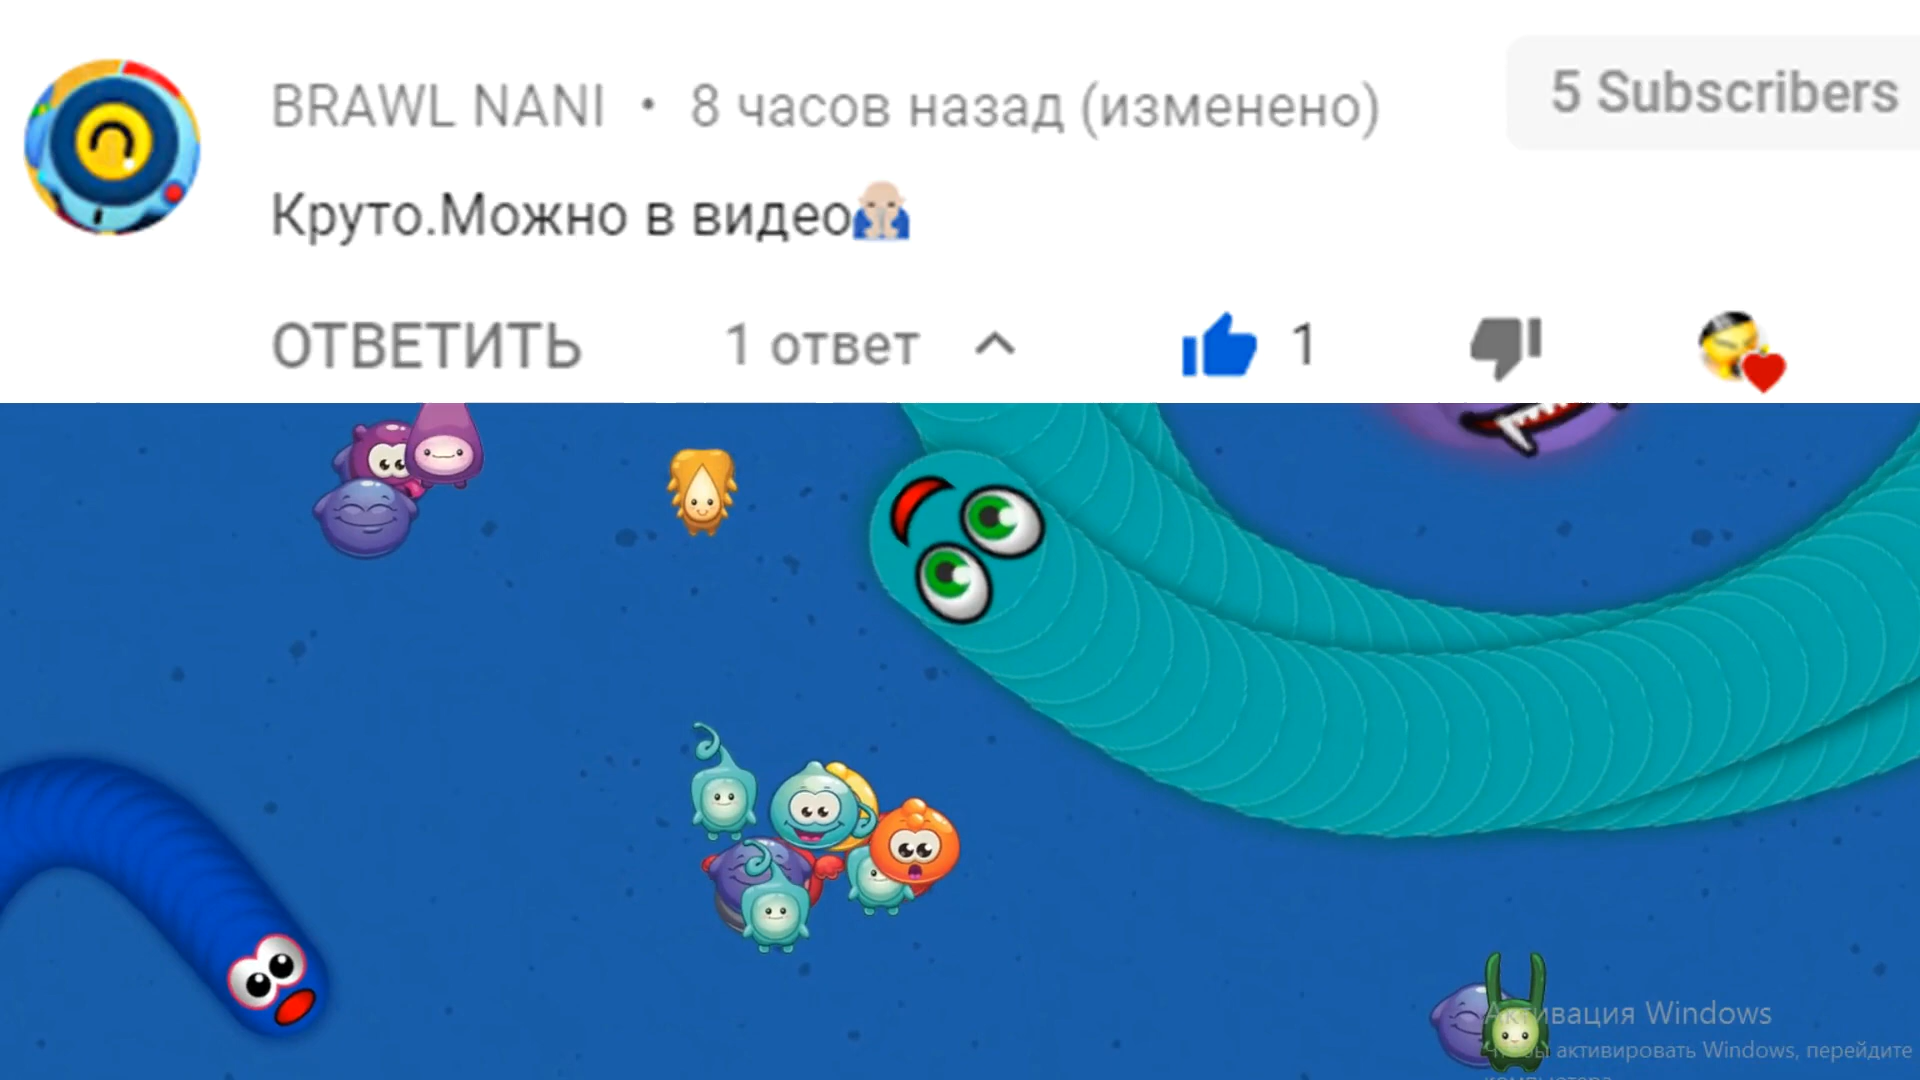 BRAWL NANI • 8 часов назад (изменено)
5 Subscribers
Круто.Можно в видео
ОТВЕТИТЬ 1 ответ 1
Активация Windows
Чтобы активировать Windows, перейдите